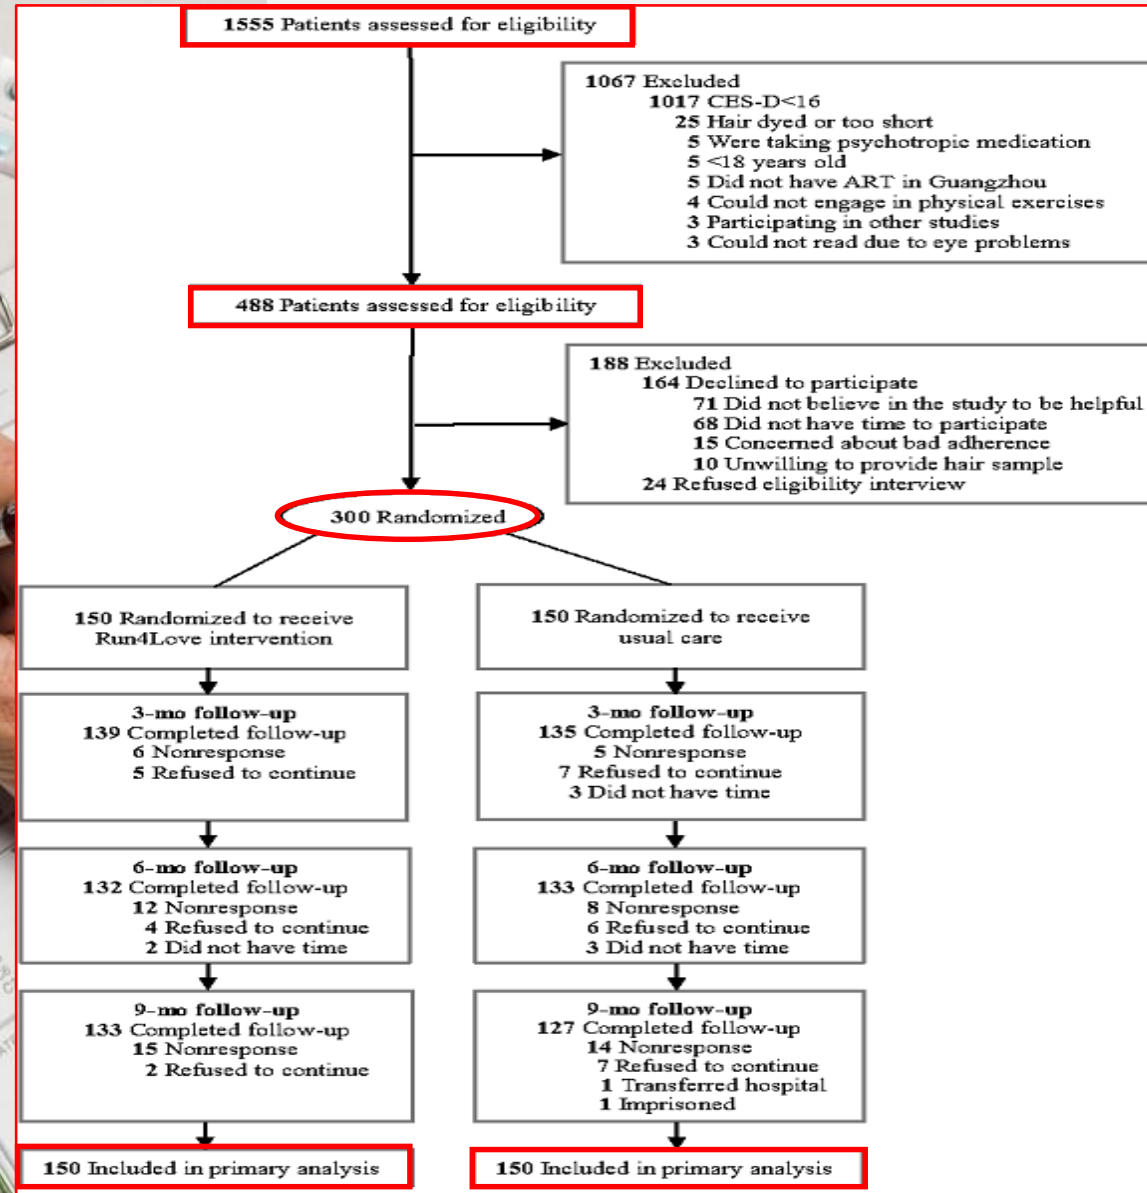 1555 Patients assessed for eligibility
1067 Excluded
1017 CES-D<16
25 Hair dyed or too short
5 Were taking psychotropic medication
5 <18 years old
5 Did not have ART in Guangzhou
4 Could not engage in physical exercises
3 Participating in other studies
3 Could not read due to eye problems
488 Patients assessed for eligibility
188 Excluded
164 Declined to participate
71 Did not believe in the study to be helpful
68 Did not have time to participate
15 Concerned about bad adherence
10 Unwilling to provide hair sample
24 Refused eligibility interview
300 Randomized
150 Randomized to receive
Run4Love intervention
150 Randomized to receive
usual care
3-mo follow-up
139 Completed follow-up
6 Nonresponse
5 Refused to continue
3-mo follow-up
135 Completed follow-up
5 Nonresponse
7 Refused to continue
3 Did not have time
6-mo follow-up
132 Completed follow-up
12 Nonresponse
4 Refused to continue
2 Did not have time
6-mo follow-up
133 Completed follow-up
8 Nonresponse
6 Refused to continue
3 Did not have time
9-mo follow-up
133 Completed follow-up
15 Nonresponse
2 Refused to continue
9-mo follow-up
127 Completed follow-up
14 Nonresponse
7 Refused to continue
1 Transferred hospital
1 Imprisoned
150 Included in primary analysis
150 Included in primary analysis